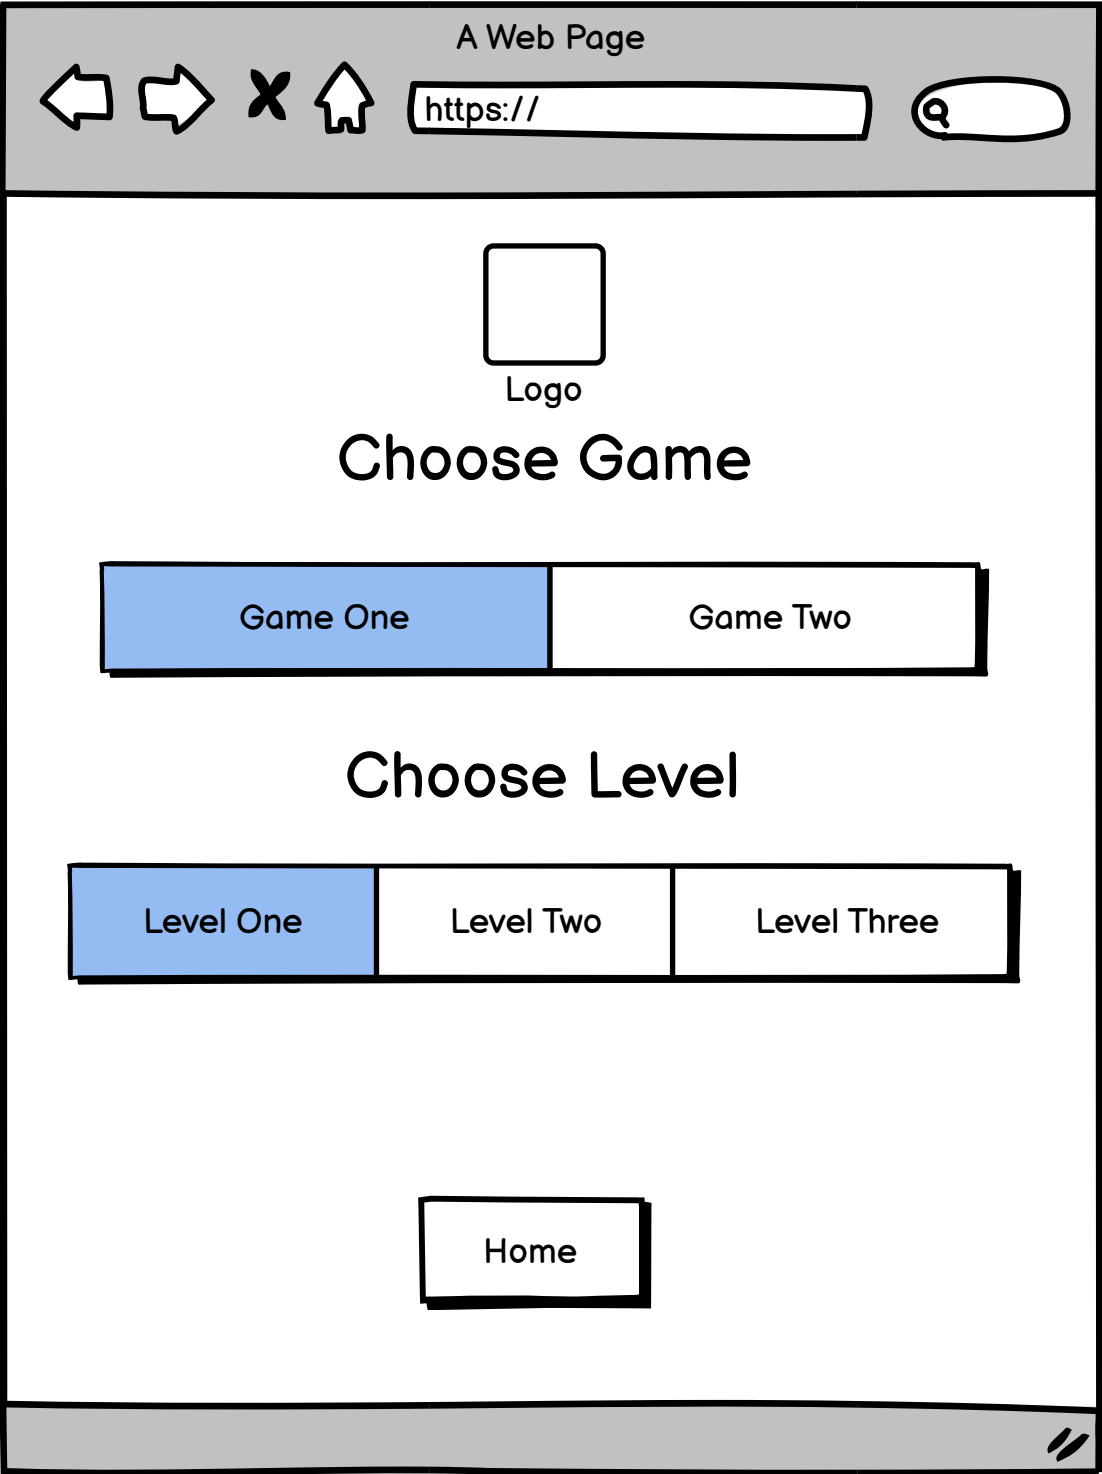 A Web Page
https://
Logo
Choose Game
Game One Game Two
Choose Level
Level One Level Two Level Three
Home